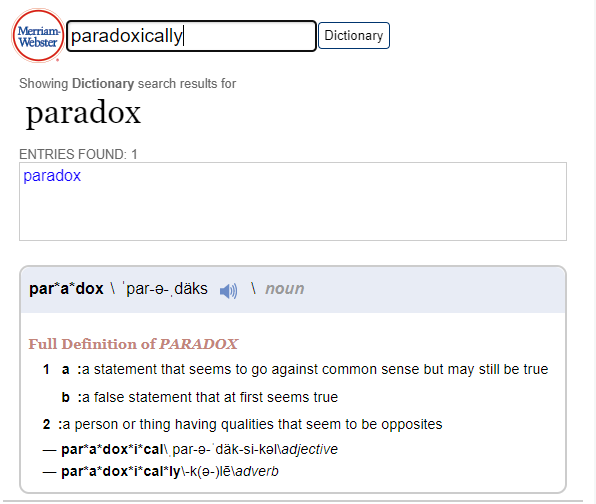 Merriam-
Webster
paradoxically
Dictionary
Showing Dictionary search results for
paradox
ENTRIES FOUND: 1
paradox
par*a*dox \ ˈpar-ə-ˌdäks \ noun
Full Definition of PARADOX
1 a :a statement that seems to go against common sense but may still be true
b :a false statement that at first seems true
2 :a person or thing having qualities that seem to be opposites
— par*a*dox*i*cal\ˌpar-ə-ˈdäk-si-kəl\adjective
— par*a*dox*i*cal*ly\-k(ə-)lē\adverb